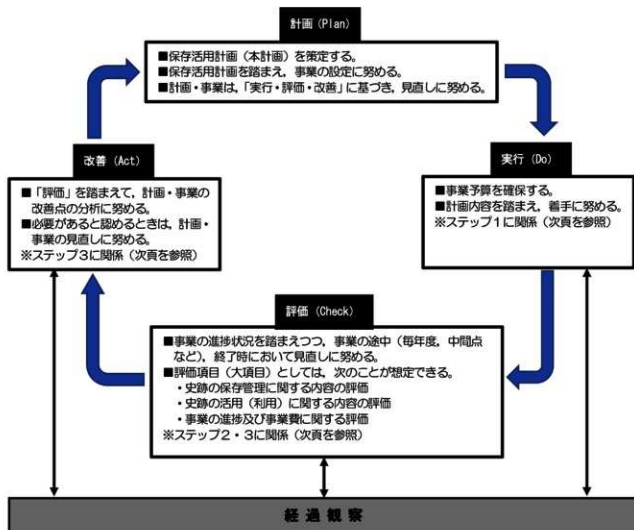 計画（Plan）
■保存活用計画（本計画）を策定する。
■保存活用計画を踏まえ，事業の設定に努める。
■計画・事業は，「実行・評価・改善」に基づき，見直しに努める。
改善（Act）
■「評価」を踏まえて，計画・事業の
改善点の分析に努める。
■必要があると認めるときは，計画・
事業の見直しに努める。
※ステップ３に関係（次頁を参照）
実行（Do）
■事業予算を確保する。
■計画内容を踏まえ，着手に努める。
※ステップ１に関係（次頁を参照）
評価（Check）
■事業の進捗状況を踏まえつつ，事業の途中（毎年度，中間点
など），終了時において見直しに努める。
■評価項目（大項目）としては，次のことが想定できる。
・史跡の保存管理に関する内容の評価
・史跡の活用（利用）に関する内容の評価
・事業の進捗及び事業費に関する評価
※ステップ２・３に関係（次頁を参照）
経過観察